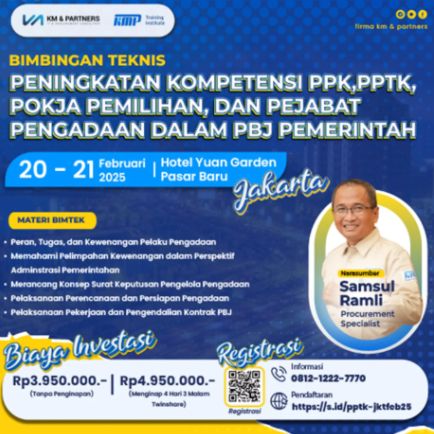 KM & PARTNERS
KMP Training Institute
firma km & partners
BIMBINGAN TEKNIS
PENINGKATAN KOMPETENSI PPK,PPTK,
POKJA PEMILIHAN, DAN PEJABAT
PENGADAAN DALAM PBJ PEMERINTAH
20 - 21 Februari 2025
Hotel Yuan Garden
Pasar Baru
Jakarta
MATERI BIMTEK
• Peran, Tugas, dan Kewenangan Pelaku Pengadaan
• Memahami Pelimpahan Kewenangan dalam Perspektif
Adminstrasi Pemerintahan
• Merancang Konsep Surat Keputusan Pengelola Pengadaan
• Pelaksanaan Perencanaan dan Persiapan Pengadaan
• Pelaksanaan Pekerjaan dan Pengendalian Kontrak PBJ
Narasumber
Samsul
Ramli
Procurement
Specialist
Biaya Investasi
Rp3.950.000.-
(Tanpa Penginapan)
Rp4.950.000.-
(Menginap 4 Hari 3 Malam
Twinshare)
Registrasi
Registrasi
Informasi
0812-1222-7770
Pendaftaran
https://s.id/pptk-jktfeb25